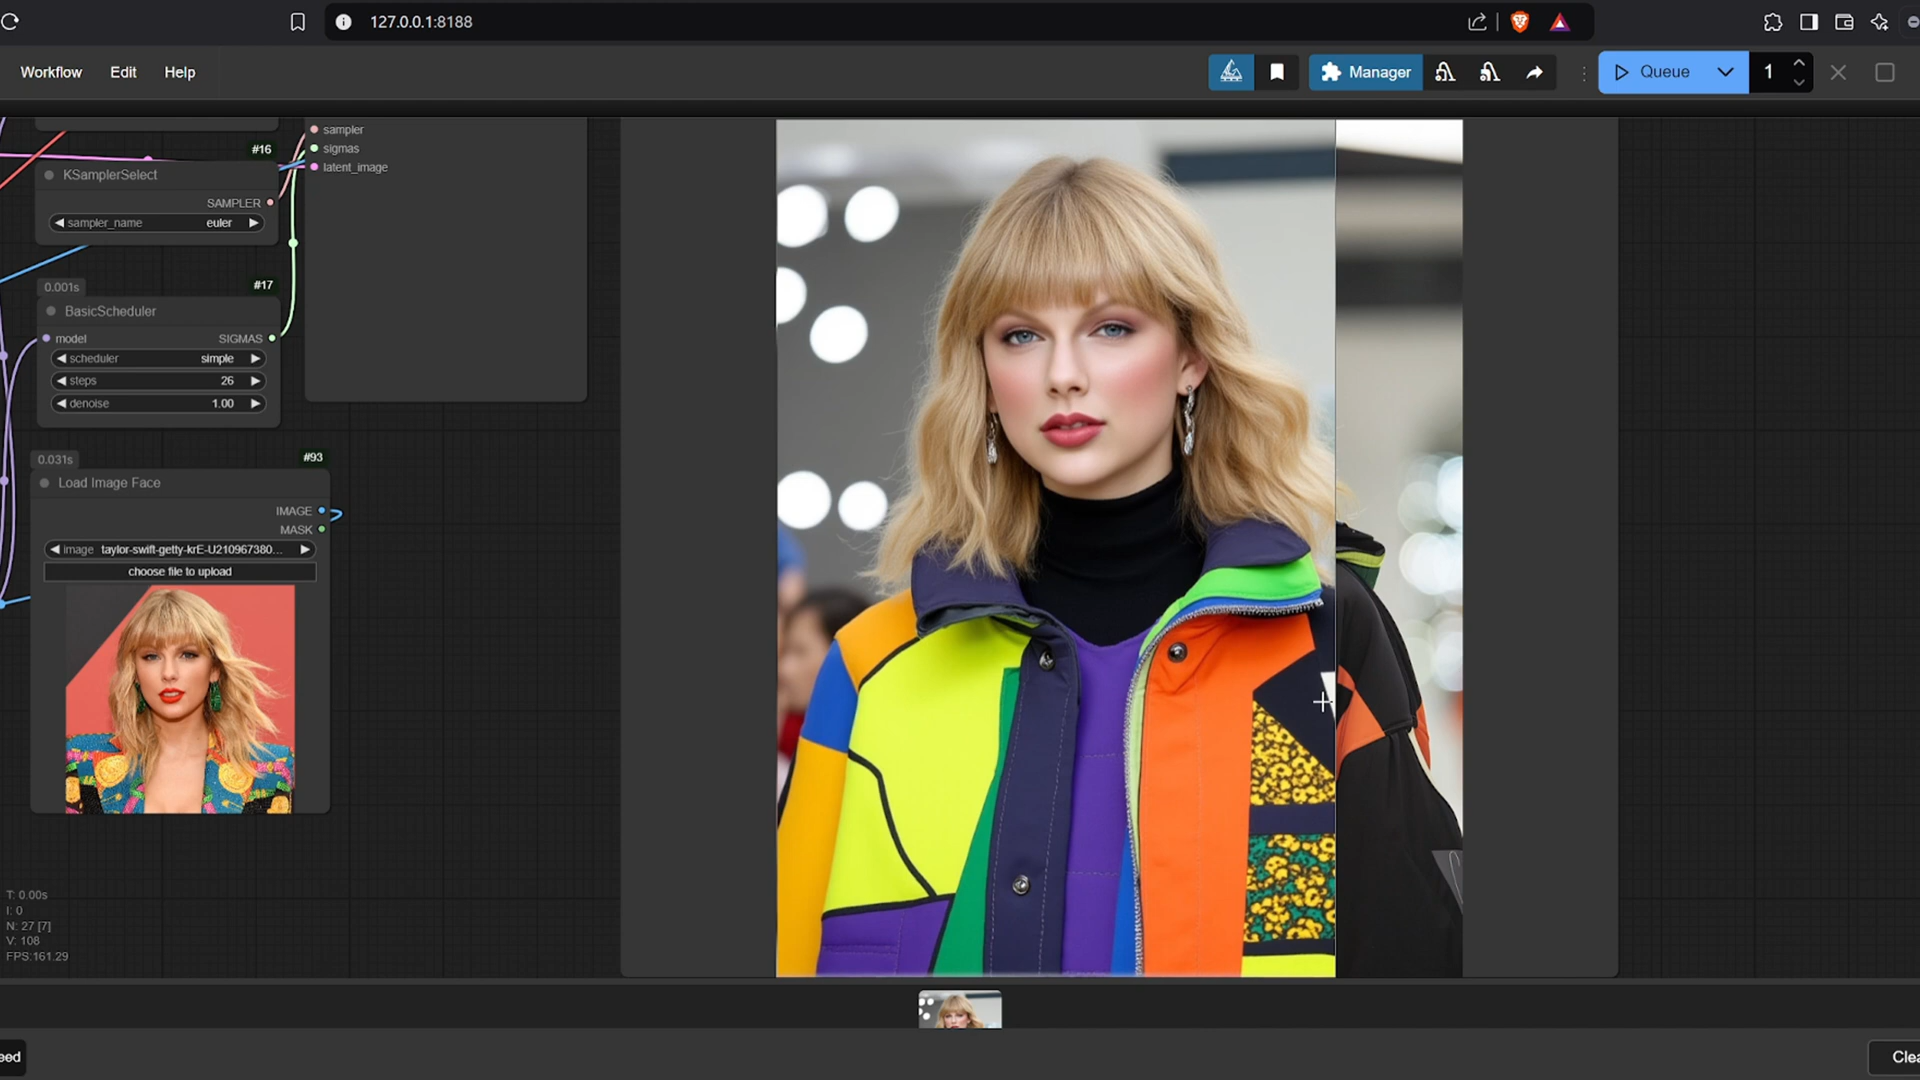 127.0.0.1:8188
Workflow Edit Help
Manager
Queue
1
sampler
sigmas
latent_image
#16
KSamplerSelect
SAMPLER
sampler_name euler
0.001s
#17
BasicScheduler
model SIGMAS
scheduler simple
steps 26
denoise 1.00
0.031s
#93
Load Image Face
IMAGE
MASK
image taylor-swift-getty-krE-U210967380...
choose file to upload
T: 0.00s
I: 0
N: 27 [7]
V: 108
FPS:161.29
eed
Clea